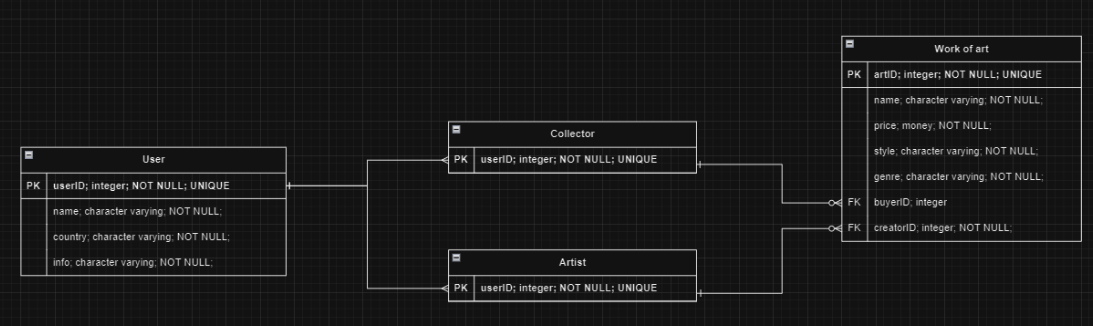 User
PK userID; integer; NOT NULL; UNIQUE
name; character varying; NOT NULL;
country; character varying; NOT NULL;
info; character varying; NOT NULL;
Collector
PK userID; integer; NOT NULL; UNIQUE
Artist
PK userID; integer; NOT NULL; UNIQUE
Work of art
PK artID; integer; NOT NULL; UNIQUE
name; character varying; NOT NULL;
price; money; NOT NULL;
style; character varying; NOT NULL;
genre; character varying; NOT NULL;
FK buyerID; integer
FK creatorID; integer; NOT NULL;